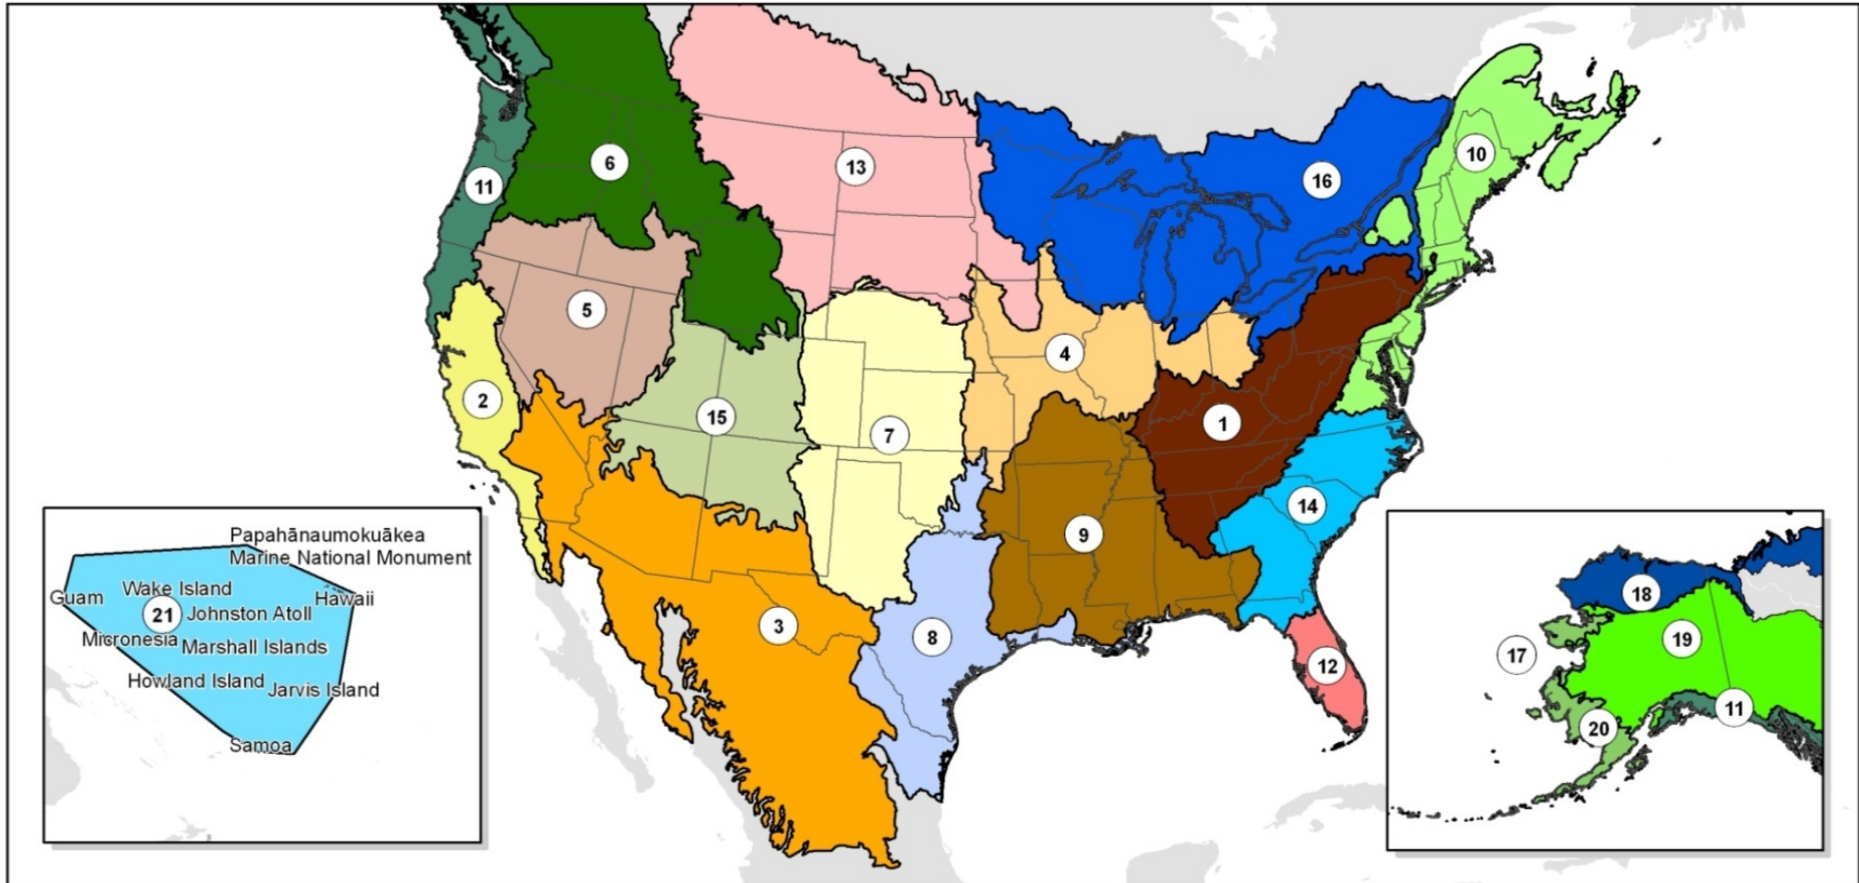 6
13
10
16
11
5
4
2
15
1
7
14
9
Papahānaumokuākea
Marine National Monument
Wake Island
Guam
Hawaii
21
Johnston Atoll
Micronesia
Marshall Islands
Howland Island
Jarvis Island
Samoa
3
8
12
18
19
17
11
20